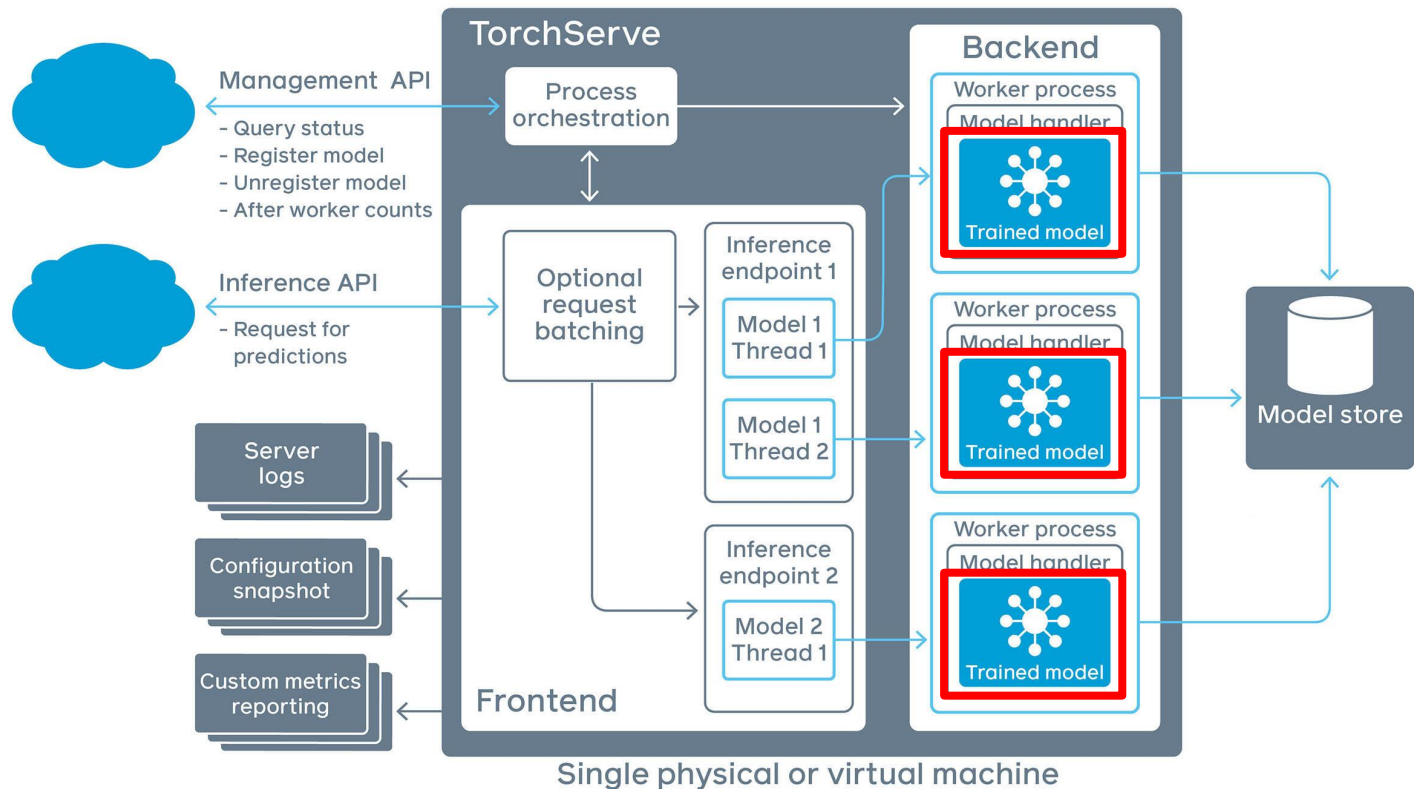 TorchServe
Backend
Management API
- Query status
- Register model
- Unregister model
- After worker counts
Process
orchestration
Inference API
- Request for
predictions
Optional
request
batching
Inference
endpoint 1
Model 1
Thread 1
Model 1
Thread 2
Inference
endpoint 2
Model 2
Thread 1
Frontend
Worker process
Model handler
Trained model
Worker process
Model handler
Trained model
Worker process
Model handler
Trained model
Model store
Server
logs
Configuration
snapshot
Custom metrics
reporting
Single physical or virtual machine